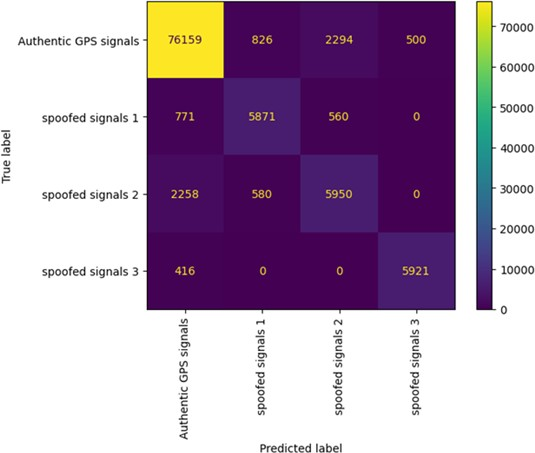 True label
Authentic GPS signals 76159 826 2294 500
spoofed signals 1 771 5871 560 0
spoofed signals 2 2258 580 5950 0
spoofed signals 3 416 0 0 5921
Authentic GPS signals
spoofed signals 1
spoofed signals 2
spoofed signals 3
Predicted label
70000
60000
50000
40000
30000
20000
10000
0